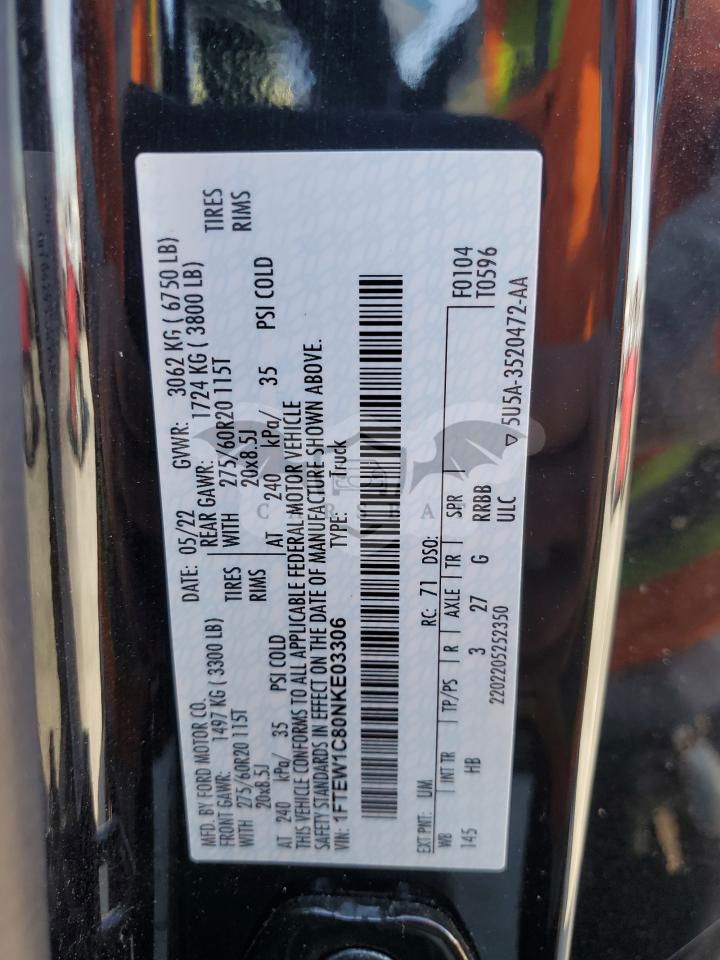 MFD. BY FORD MOTOR CO.
DATE: 05/22 GVWR: 3062 KG ( 6750 LB)
FRONT GAWR: 1497 KG ( 3300 LB) REAR GAWR: 1724 KG ( 3800 LB)
WITH 275/60R20 115T TIRES WITH 275/60R20 115T TIRES
20x8.5J RIMS 20x8.5J RIMS
AT 240 kPa/ 35 PSI COLD AT 240 kPa/ 35 PSI COLD
THIS VEHICLE CONFORMS TO ALL APPLICABLE FEDERAL MOTOR VEHICLE
SAFETY STANDARDS IN EFFECT ON THE DATE OF MANUFACTURE SHOWN ABOVE.
VIN: 1FTEW1C80NKE03306 TYPE: Truck
EXT PNT: UM RC: 71 DSO: F0104
WB INT TR TP/PS R AXLE TR SPR T0596
145 HB 3 27 G RRBB
2202205252350 ULC
5U5A-3520472-AA